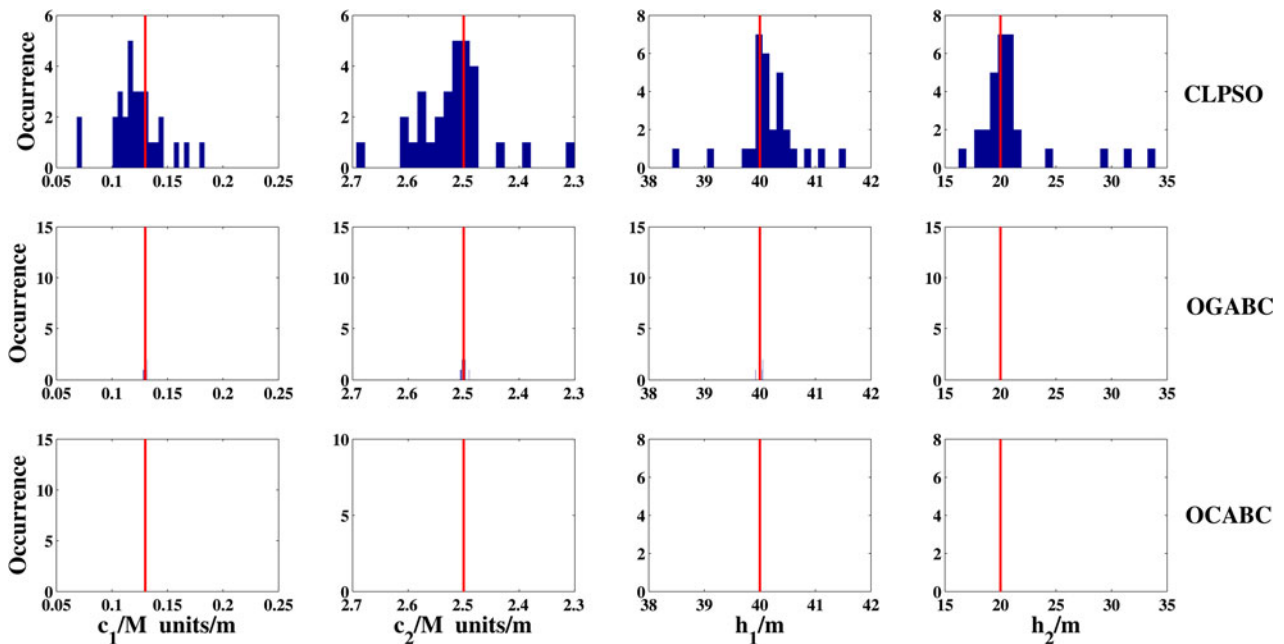 6 6 8 8
4 4 6 6
2 2 4 4
0 0 2 2
0 0
Occurrence
CLPSO
0.05 0.1 0.15 0.2 0.25
2.7 2.6 2.5 2.4 2.3
38 39 40 41 42
15 20 25 30 35
15 15 15 15
10 10 10 10
5 5 5 5
0 0 0 0
Occurrence
OGABC
0.05 0.1 0.15 0.2 0.25
2.7 2.6 2.5 2.4 2.3
38 39 40 41 42
15 20 25 30 35
15 10 8 8
10 5 6 6
5 0 4 4
0 2 2
0 0
Occurrence
OCABC
0.05 0.1 0.15 0.2 0.25
2.7 2.6 2.5 2.4 2.3
38 39 40 41 42
15 20 25 30 35
c₁/M units/m
c₂/M units/m
h₁/m
h₂/m